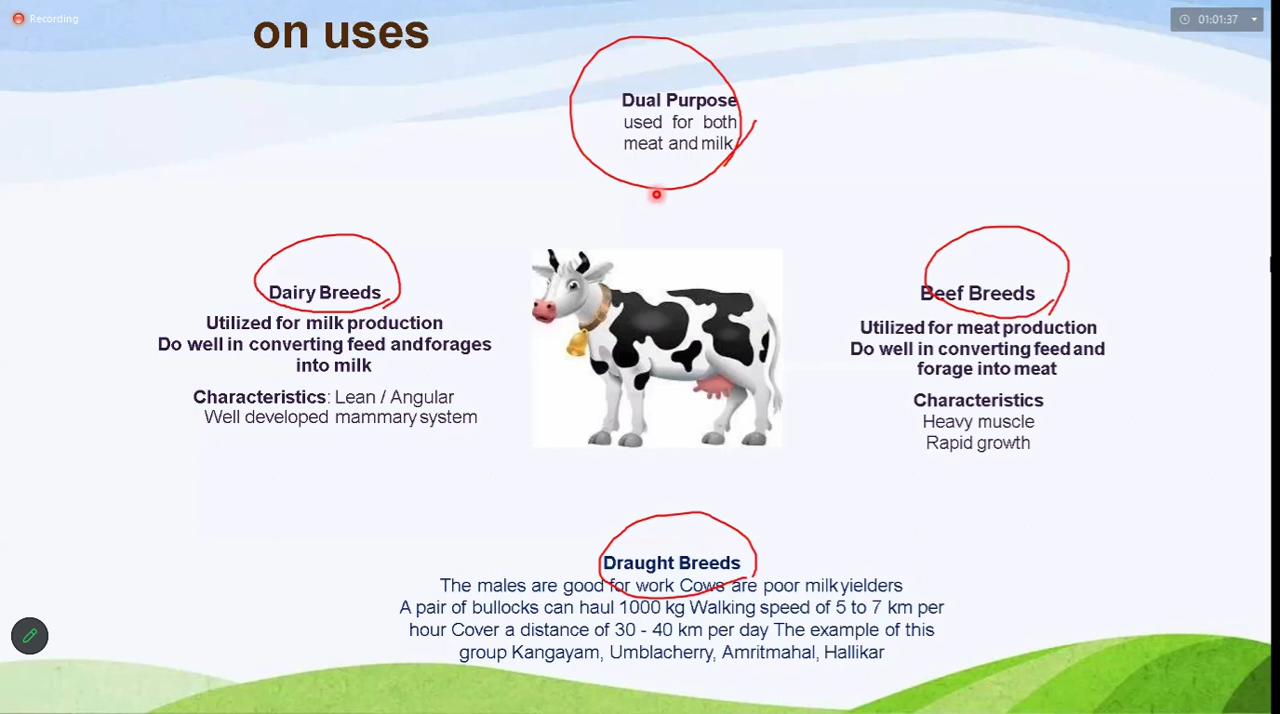 Recording
01:01:37
on uses
Dual Purpose
used for both
meat and milk
Dairy Breeds
Utilized for milk production
Do well in converting feed and forages
into milk
Characteristics: Lean / Angular
Well developed mammary system
Beef Breeds
Utilized for meat production
Do well in converting feed and
forage into meat
Characteristics
Heavy muscle
Rapid growth
Draught Breeds
The males are good for work Cows are poor milk yielders
A pair of bullocks can haul 1000 kg Walking speed of 5 to 7 km per
hour Cover a distance of 30 - 40 km per day The example of this
group Kangayam, Umblacherry, Amritmahal, Hallikar